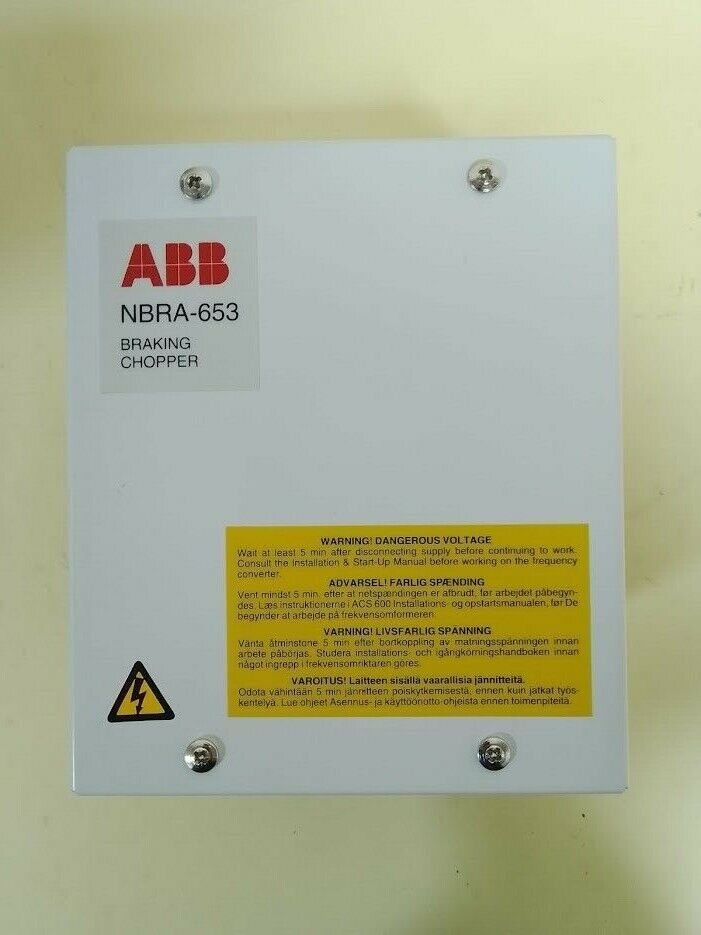 ABB
NBRA-653
BRAKING
CHOPPER
WARNING! DANGEROUS VOLTAGE
Wait at least 5 min after disconnecting supply before continuing to work.
Consult the Installation & Start-Up Manual before working on the frequency
converter.
ADVARSEL! FARLIG SPÆNDING
Vent mindst 5 min. efter at netspændingen er afbrudt, før arbejdet påbegyn-
des. Læs instruktionerne i ACS 600 Installations- og opstartsmanualen, før De
begynder at arbejde på frekvensomformeren.
VARNING! LIVSFARLIG SPÄNNING
Vänta åtminstone 5 min efter bortkoppling av matningsspänningen innan
arbete påbörjas. Studera installations- och igångkörningshandboken innan
något ingrepp i frekvensomriktaren göres.
VAROITUS! Laitteen sisällä vaarallisia jännitteitä.
Odota vähintään 5 min jännitteen poiskytkemisestä, ennen kuin jatkat työs-
kentelyä. Lue ohjeet Asennus- ja käyttöönotto-ohjeista ennen toimenpiteitä.